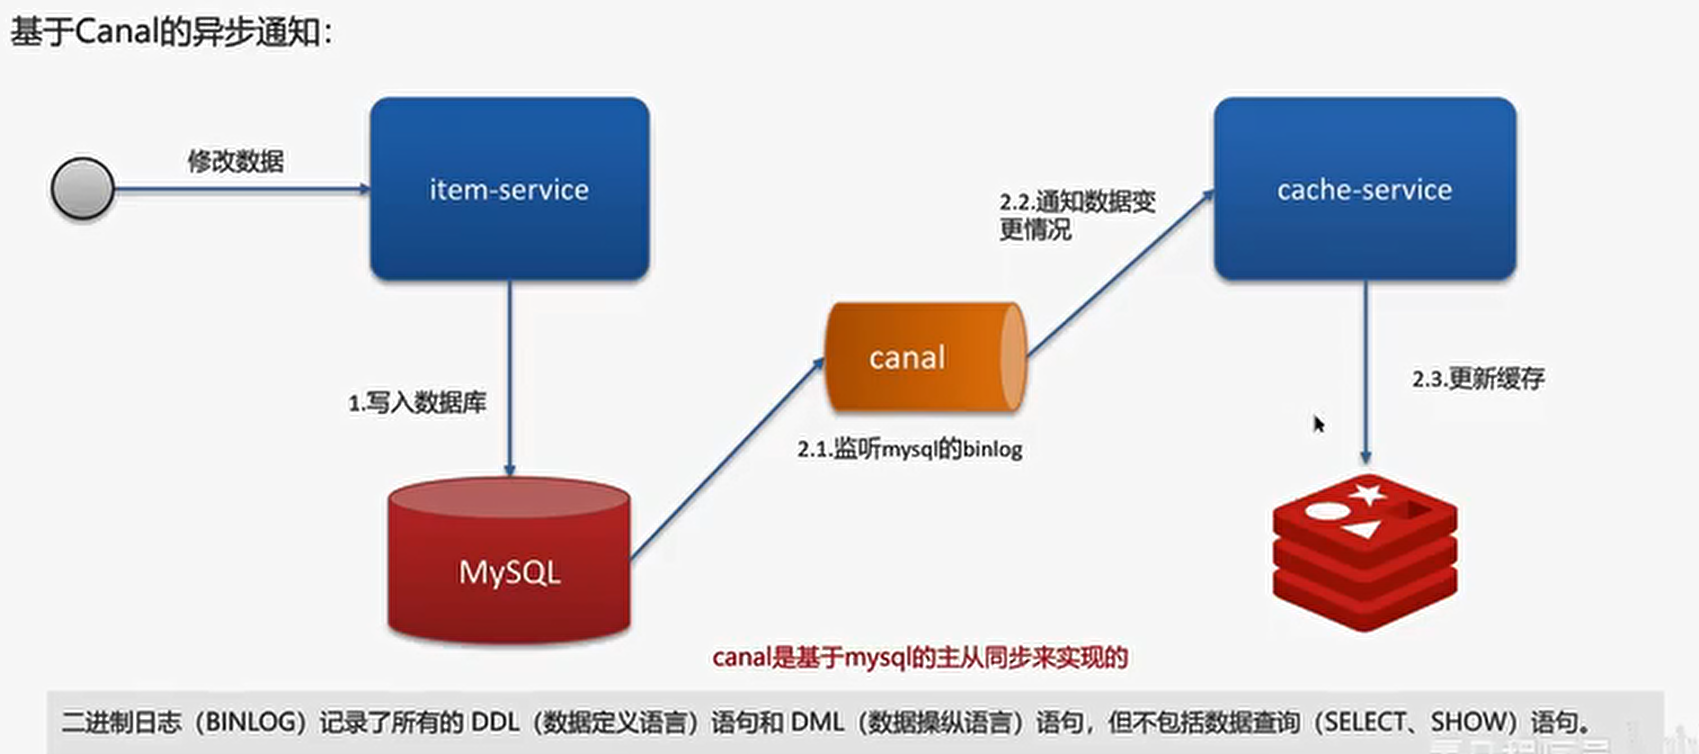 基于Canal的异步通知：
修改数据
item-service
cache-service
2.2.通知数据变
更情况
canal
1.写入数据库
2.3.更新缓存
2.1.监听mysql的binlog
MySQL
canal是基于mysql的主从同步来实现的
二进制日志（BINLOG）记录了所有的 DDL（数据定义语言）语句和 DML（数据操纵语言）语句，但不包括数据查询（SELECT、SHOW）语句。